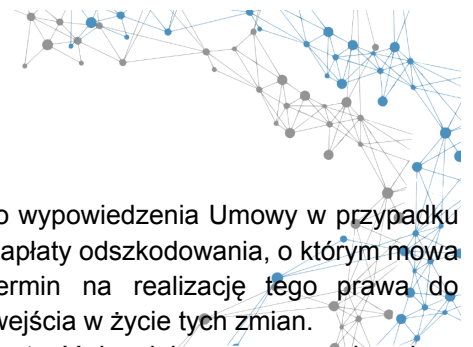 o wypowiedzenia Umowy w przypadku
apłaty odszkodowania, o którym mowa
ermin na realizację tego prawa do
wejścia w życie tych zmian.